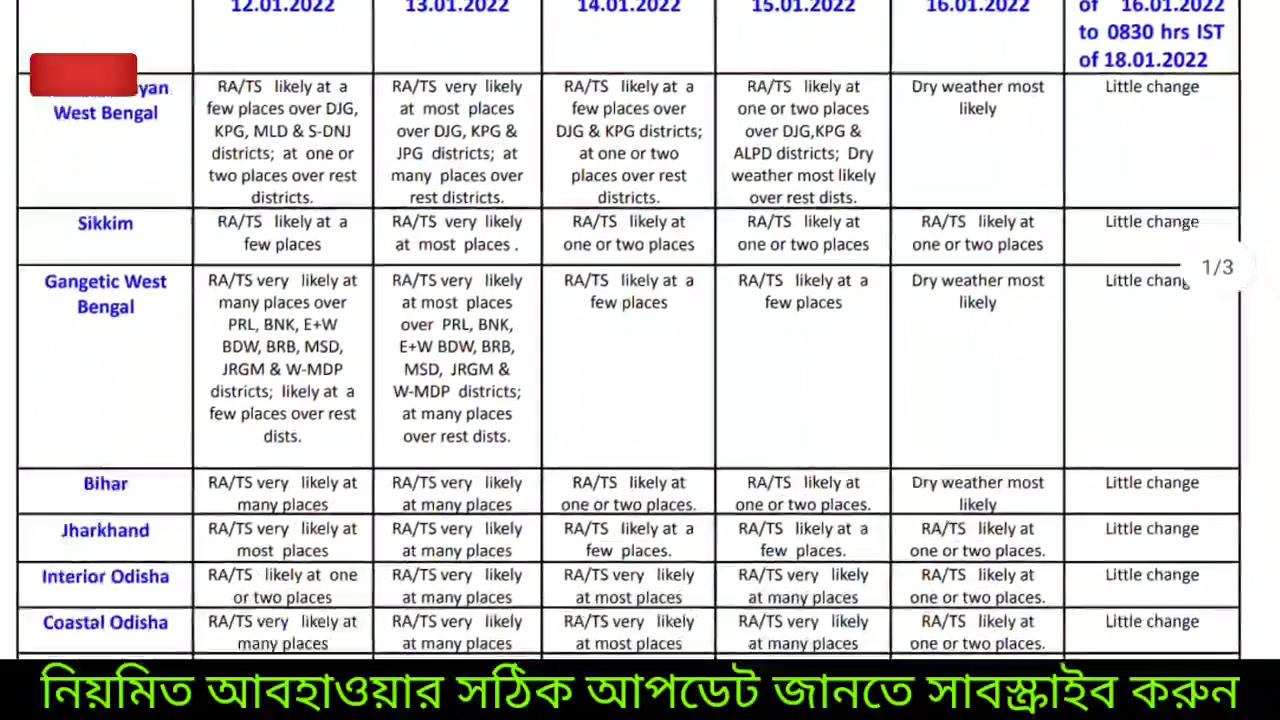 12.01.2022
13.01.2022
14.01.2022
15.01.2022
16.01.2022
of 16.01.2022
to 0830 hrs IST
of 18.01.2022
West Bengal
RA/TS likely at a
few places over DJG,
KPG, MLD & S-DNJ
districts; at one or
two places over rest
districts.
RA/TS very likely
at most places
over DJG, KPG &
JPG districts; at
many places over
rest districts.
RA/TS likely at a
few places over
DJG & KPG districts;
at one or two
places over rest
districts.
RA/TS likely at
one or two places
over DJG,KPG &
ALPD districts; Dry
weather most likely
over rest dists.
Dry weather most
likely
Little change
Sikkim
RA/TS likely at a
few places
RA/TS very likely
at most places .
RA/TS likely at
one or two places
RA/TS likely at
one or two places
RA/TS likely at
one or two places
Little change
1/3
Gangetic West
Bengal
RA/TS very likely at
many places over
PRL, BNK, E+W
BDW, BRB, MSD,
JRGM & W-MDP
districts; likely at a
few places over rest
dists.
RA/TS very likely
at most places
over PRL, BNK,
E+W BDW, BRB,
MSD, JRGM &
W-MDP districts;
at many places
over rest dists.
RA/TS likely at a
few places
RA/TS likely at a
few places
Dry weather most
likely
Little
Bihar
RA/TS very likely at
many places
RA/TS very likely
at many places
RA/TS likely at
one or two places.
RA/TS likely at
one or two places.
Dry weather most
likely
Little change
Jharkhand
RA/TS very likely at
most places
RA/TS very likely
at many places
RA/TS likely at a
few places.
RA/TS likely at a
few places.
RA/TS likely at
one or two places.
Little change
Interior Odisha
RA/TS likely at one
or two places
RA/TS very likely
at many places
RA/TS very likely
at most places
RA/TS very likely
at many places
RA/TS likely at
one or two places.
Little change
Coastal Odisha
RA/TS very likely at
many places
RA/TS very likely
at many places
RA/TS very likely
at most places
RA/TS very likely
at many places
RA/TS likely at
one or two places.
Little change
নিয়মিত আবহাওয়ার সঠিক আপডেট জানতে সাবস্ক্রাইব করুন